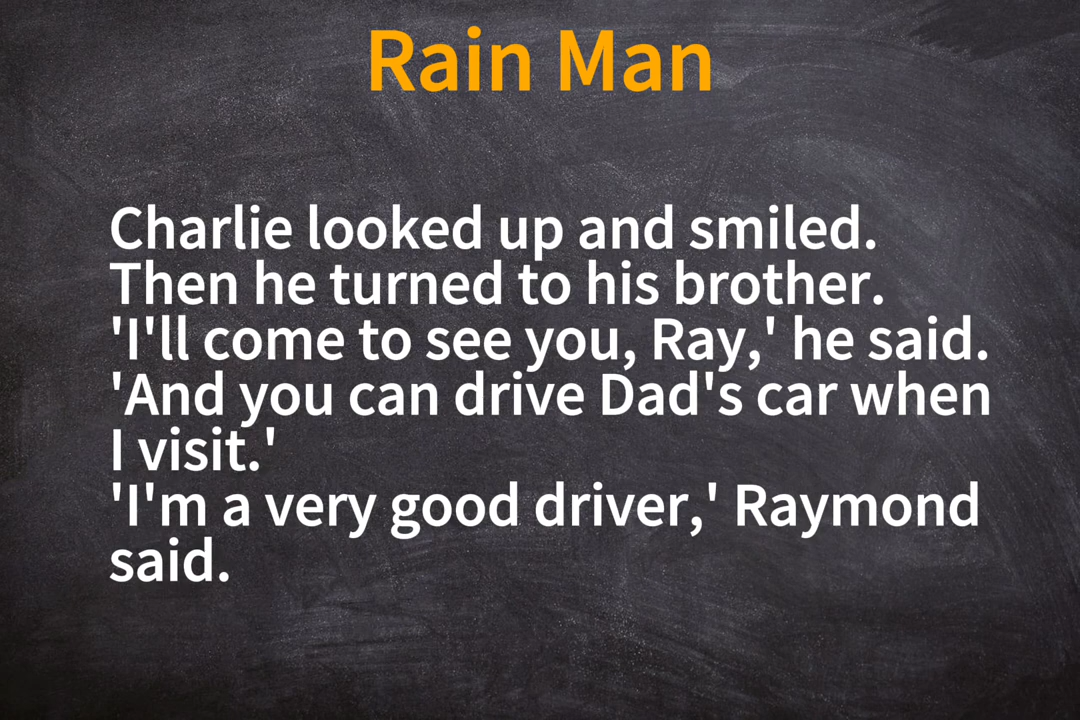 Rain Man
Charlie looked up and smiled.
Then he turned to his brother.
'I'll come to see you, Ray,' he said.
'And you can drive Dad's car when
I visit.'
'I'm a very good driver,' Raymond
said.